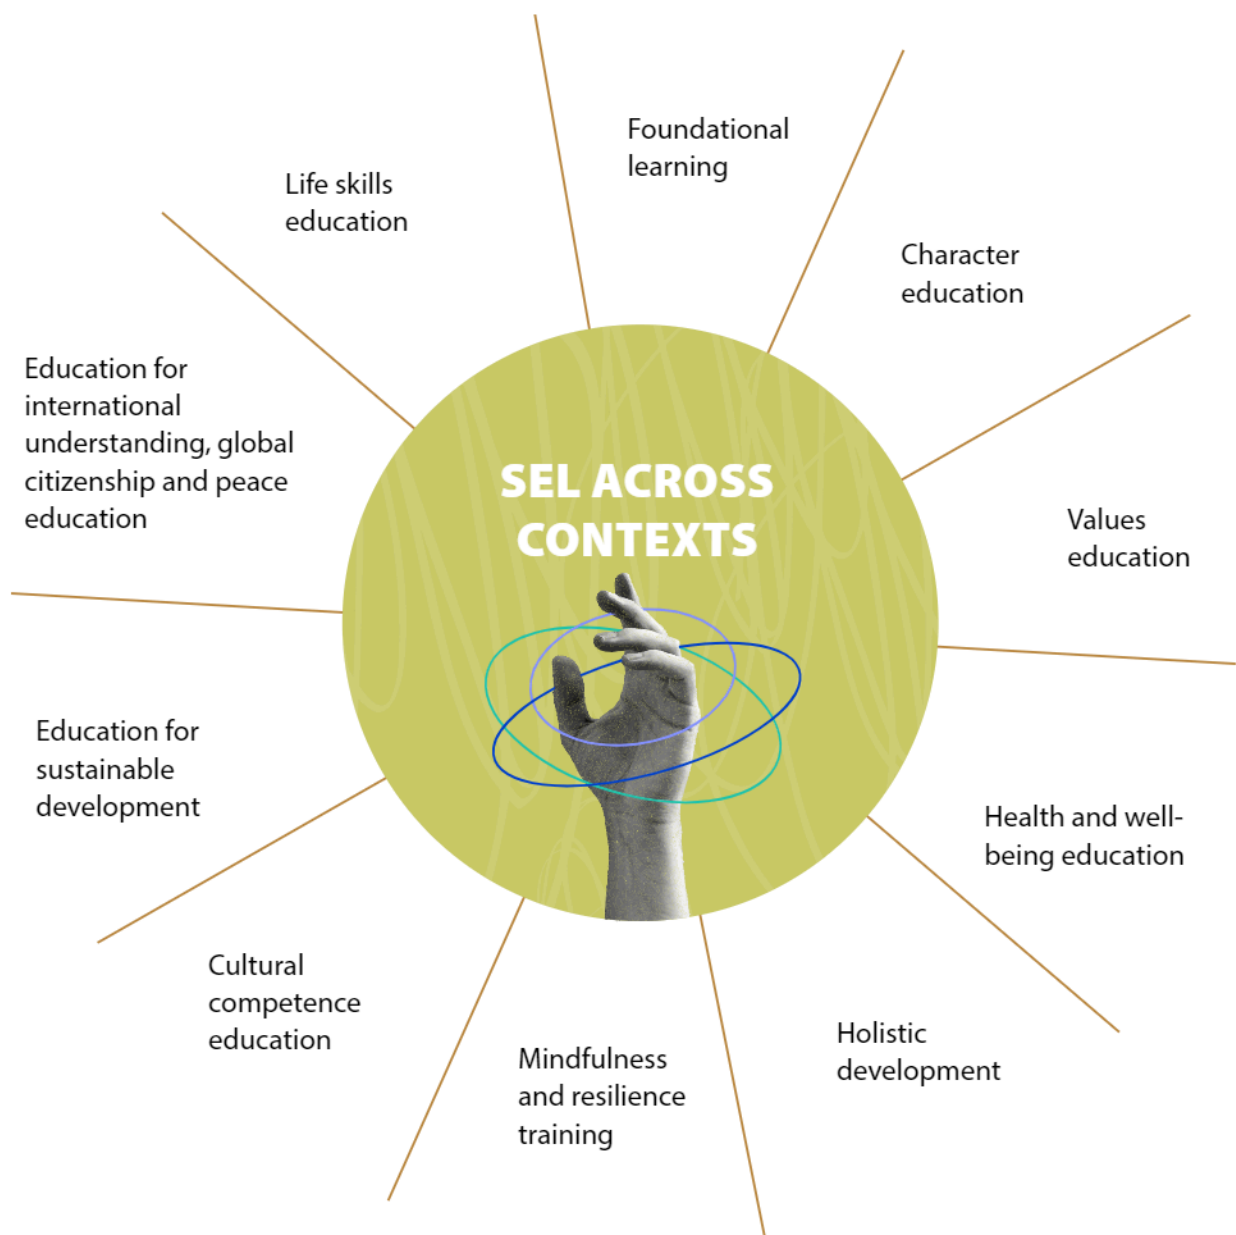 SEL ACROSS
CONTEXTS
Foundational
learning
Character
education
Values
education
Health and well-
being education
Holistic
development
Mindfulness
and resilience
training
Cultural
competence
education
Education for
sustainable
development
Education for
international
understanding, global
citizenship and peace
education
Life skills
education